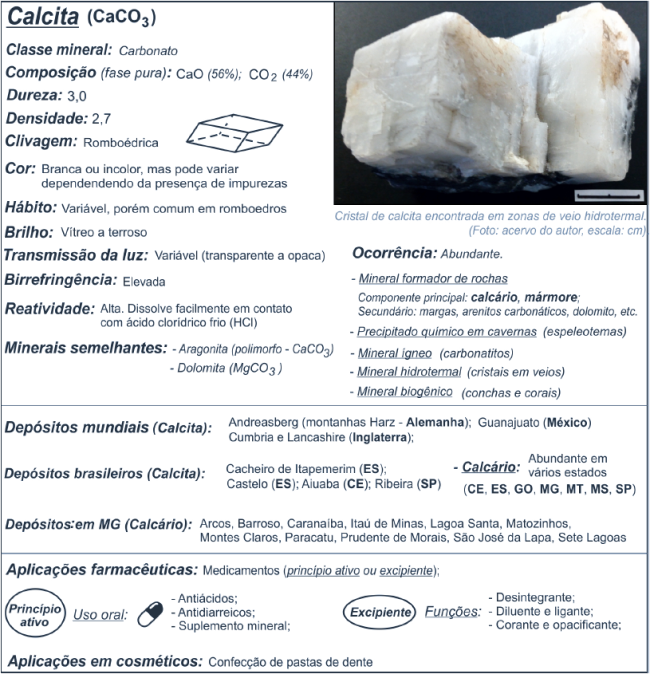 Calcita (CaCO3)
Classe mineral: Carbonato
Composição (fase pura): CaO (56%); CO2 (44%)
Dureza: 3,0
Densidade: 2,7
Clivagem: Romboédrica
Cor: Branca ou incolor, mas pode variar
dependendendo da presença de impurezas
Hábito: Variável, porém comum em romboedros
Brilho: Vítreo a terroso
Transmissão da luz: Variável (transparente a opaca)
Birrefringência: Elevada
Reatividade: Alta. Dissolve facilmente em contato
com ácido clorídrico frio (HCl)
Minerais semelhantes: - Aragonita (polimorfo - CaCO3)
- Dolomita (MgCO3)
Cristal de calcita encontrada em zonas de veio hidrotermal.
(Foto: acervo do autor, escala: cm)
Ocorrência: Abundante.
- Mineral formador de rochas
Componente principal: calcário, mármore;
Secundário: margas, arenitos carbonáticos, dolomito, etc.
- Precipitado químico em cavernas (espeleotemas)
- Mineral ígneo (carbonatitos)
- Mineral hidrotermal (cristais em veios)
- Mineral biogênico (conchas e corais)
Depósitos mundiais (Calcita): Andreasberg (montanhas Harz - Alemanha); Guanajuato (México)
Cumbria e Lancashire (Inglaterra);
Depósitos brasileiros (Calcita): Cacheiro de Itapemerim (ES);
Castelo (ES); Aiuaba (CE); Ribeira (SP)
- Calcário: Abundante em
vários estados
(CE, ES, GO, MG, MT, MS, SP)
Depósitos em MG (Calcário): Arcos, Barroso, Caranaíba, Itaú de Minas, Lagoa Santa, Matozinhos,
Montes Claros, Paracatu, Prudente de Morais, São José da Lapa, Sete Lagoas
Aplicações farmacêuticas: Medicamentos (princípio ativo ou excipiente);
Princípio
ativo
Uso oral:
- Antiácidos;
- Antidiarreicos;
- Suplemento mineral;
Excipiente
Funções:
- Desintegrante;
- Diluente e ligante;
- Corante e opacificante;
Aplicações em cosméticos: Confecção de pastas de dente